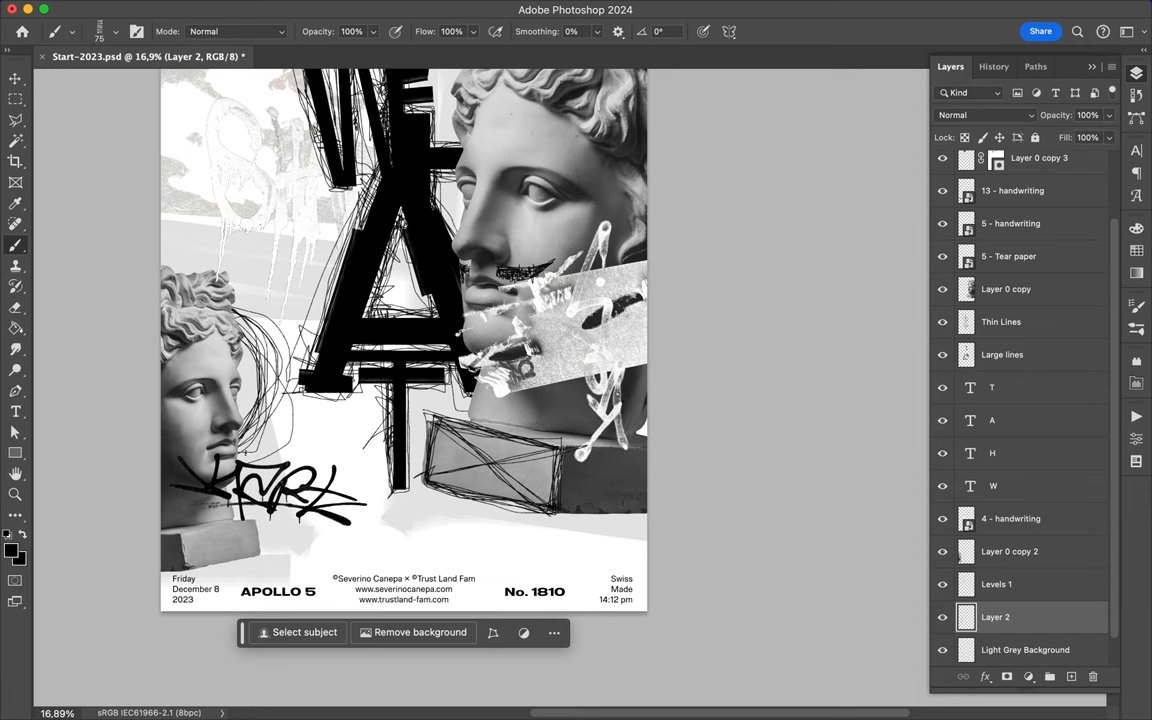 Adobe Photoshop 2024
75
Mode: Normal
Opacity: 100%
Flow: 100%
Smoothing: 0%
0°
Share
Start-2023.psd @ 16,9% (Layer 2, RGB/8) *
Layers
History
Paths
Kind
Normal
Opacity: 100%
Lock:
Fill: 100%
Layer 0 copy 3
13 - handwriting
5 - handwriting
5 - Tear paper
Layer 0 copy
Thin Lines
Large lines
T
A
H
W
4 - handwriting
Layer 0 copy 2
Levels 1
Layer 2
Light Grey Background
A
T
Friday
December 8
2023
APOLLO 5
©Severino Canepa × ©Trust Land Fam
www.severinocanepa.com
www.trustland-fam.com
No. 1810
Swiss
Made
14:12 pm
Select subject
Remove background
16,89%
sRGB IEC61966-2.1 (8bpc)